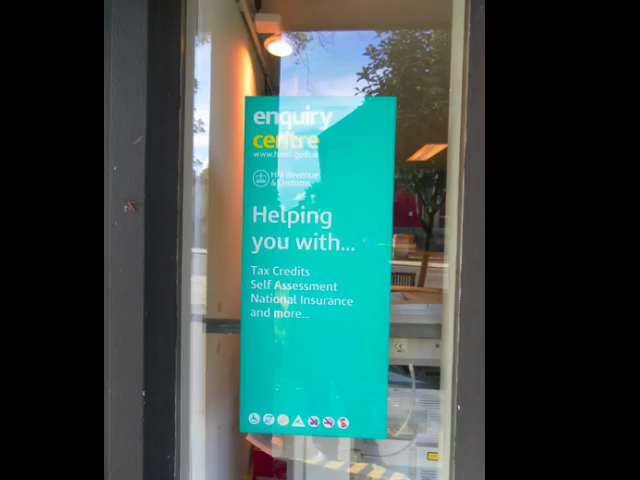 enquiry
centre
www.hmrc.gov.uk
HM Revenue
& Customs
Helping
you with...
Tax Credits
Self Assessment
National Insurance
and more...